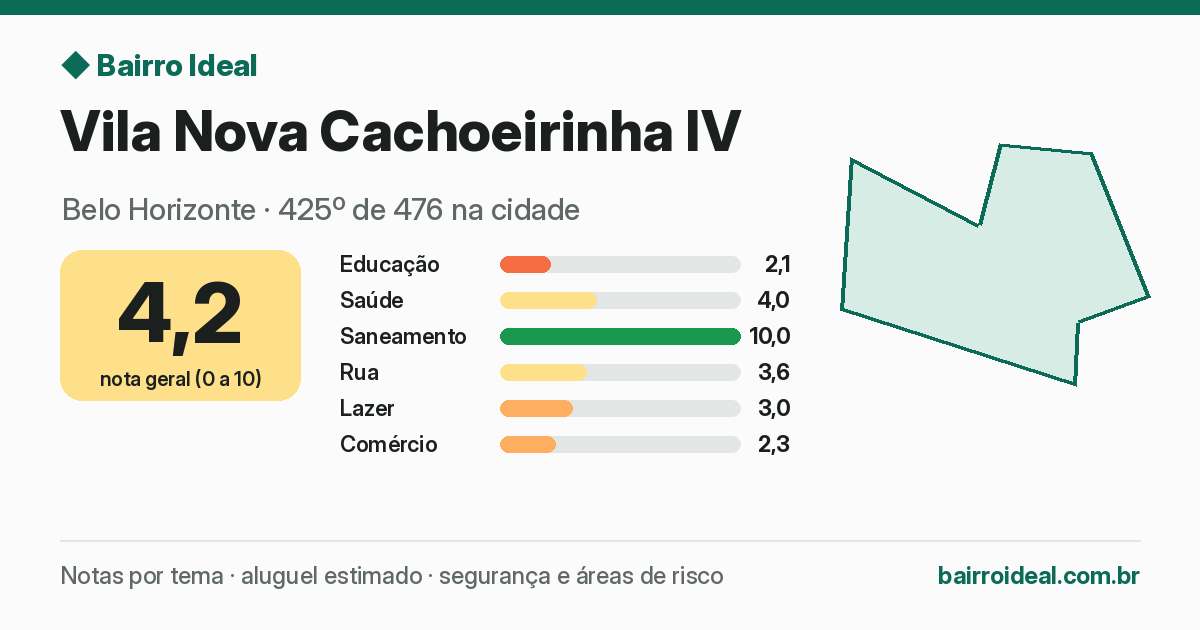 Bairro Ideal
Vila Nova Cachoeirinha IV
Belo Horizonte · 425º de 476 na cidade
4,2
nota geral (0 a 10)
Educação 2,1
Saúde 4,0
Saneamento 10,0
Rua 3,6
Lazer 3,0
Comércio 2,3
Notas por tema · aluguel estimado · segurança e áreas de risco
bairroideal.com.br